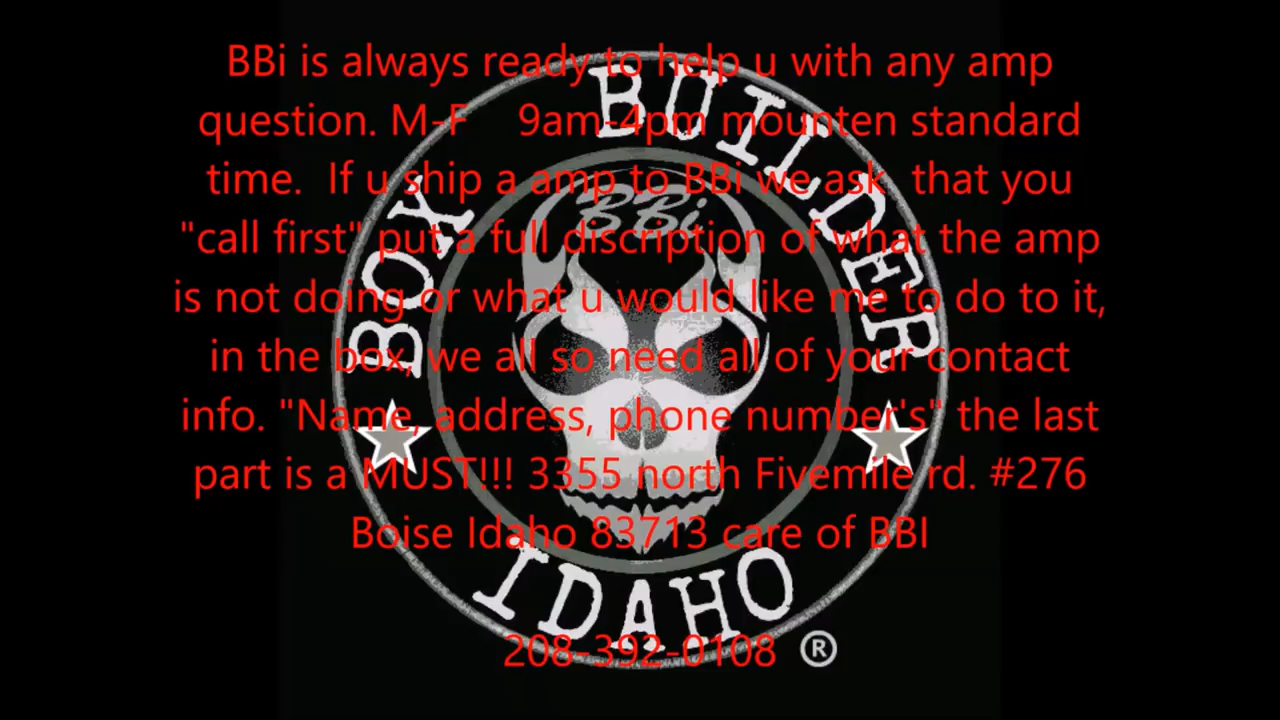 BBi is always ready to help u with any amp
question. M-F 9am-4pm mounten standard
time. If u ship a amp to BBi we ask that you
"call first" put a full discription of what the amp
is not doing or what u would like me to do to it,
in the box, we all so need all of your contact
info. "Name, address, phone number's" the last
part is a MUST!!! 3355 north Fivemile rd. #276
Boise Idaho 83713 care of BBI
208-392-0108 ®
BOX BUILDER
BBi
IDAHO